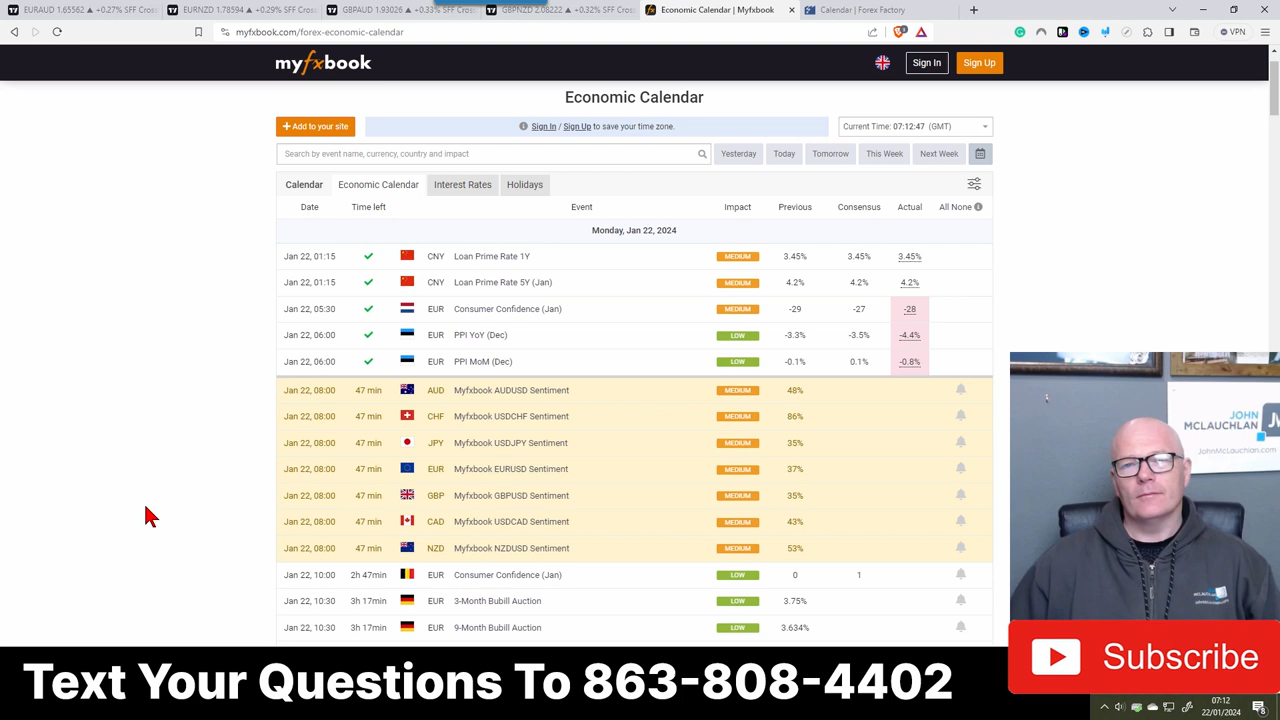 EURAUD 1.65562 ▲ +0.27% SFF Cross
EURNZD 1.78594 ▲ +0.29% SFF Cross
GBPAUD 1.93026 ▲ +0.33% SFF Cross
GBPNZD 2.08222 ▲ +0.32% SFF Cross
Economic Calendar | Myfxbook
Calendar | Forex Factory
myfxbook.com/forex-economic-calendar
VPN
myfxbook
Sign In
Sign Up
Economic Calendar
Add to your site
Sign In / Sign Up to save your time zone.
Current Time: 07:12:47 (GMT)
Search by event name, currency, country and impact
Yesterday Today Tomorrow This Week Next Week
Calendar Economic Calendar Interest Rates Holidays
Date Time left Event Impact Previous Consensus Actual All None
Monday, Jan 22, 2024
Jan 22, 01:15 CNY Loan Prime Rate 1Y MEDIUM 3.45% 3.45% 3.45%
Jan 22, 01:15 CNY Loan Prime Rate 5Y (Jan) MEDIUM 4.2% 4.2% 4.2%
Jan 22, 05:30 EUR Consumer Confidence (Jan) MEDIUM -29 -27 -28
Jan 22, 06:00 EUR PPI YoY (Dec) LOW -3.3% -3.5% -4.4%
Jan 22, 06:00 EUR PPI MoM (Dec) LOW -0.1% 0.1% -0.8%
Jan 22, 08:00 47 min AUD Myfxbook AUDUSD Sentiment MEDIUM 48%
Jan 22, 08:00 47 min CHF Myfxbook USDCHF Sentiment MEDIUM 86%
Jan 22, 08:00 47 min JPY Myfxbook USDJPY Sentiment MEDIUM 35%
Jan 22, 08:00 47 min EUR Myfxbook EURUSD Sentiment MEDIUM 37%
Jan 22, 08:00 47 min GBP Myfxbook GBPUSD Sentiment MEDIUM 35%
Jan 22, 08:00 47 min CAD Myfxbook USDCAD Sentiment MEDIUM 43%
Jan 22, 08:00 47 min NZD Myfxbook NZDUSD Sentiment MEDIUM 53%
Jan 22, 10:00 2h 47min EUR Consumer Confidence (Jan) LOW 0 1
Jan 22, 10:30 3h 17min EUR 3-Month Bubill Auction LOW 3.75%
Jan 22, 10:30 3h 17min EUR 9-Month Bubill Auction LOW 3.634%
JOHN
MCLAUCHLAN
JohnMcLauchlan.com
Subscribe
Text Your Questions To 863-808-4402
07:12
22/01/2024
8